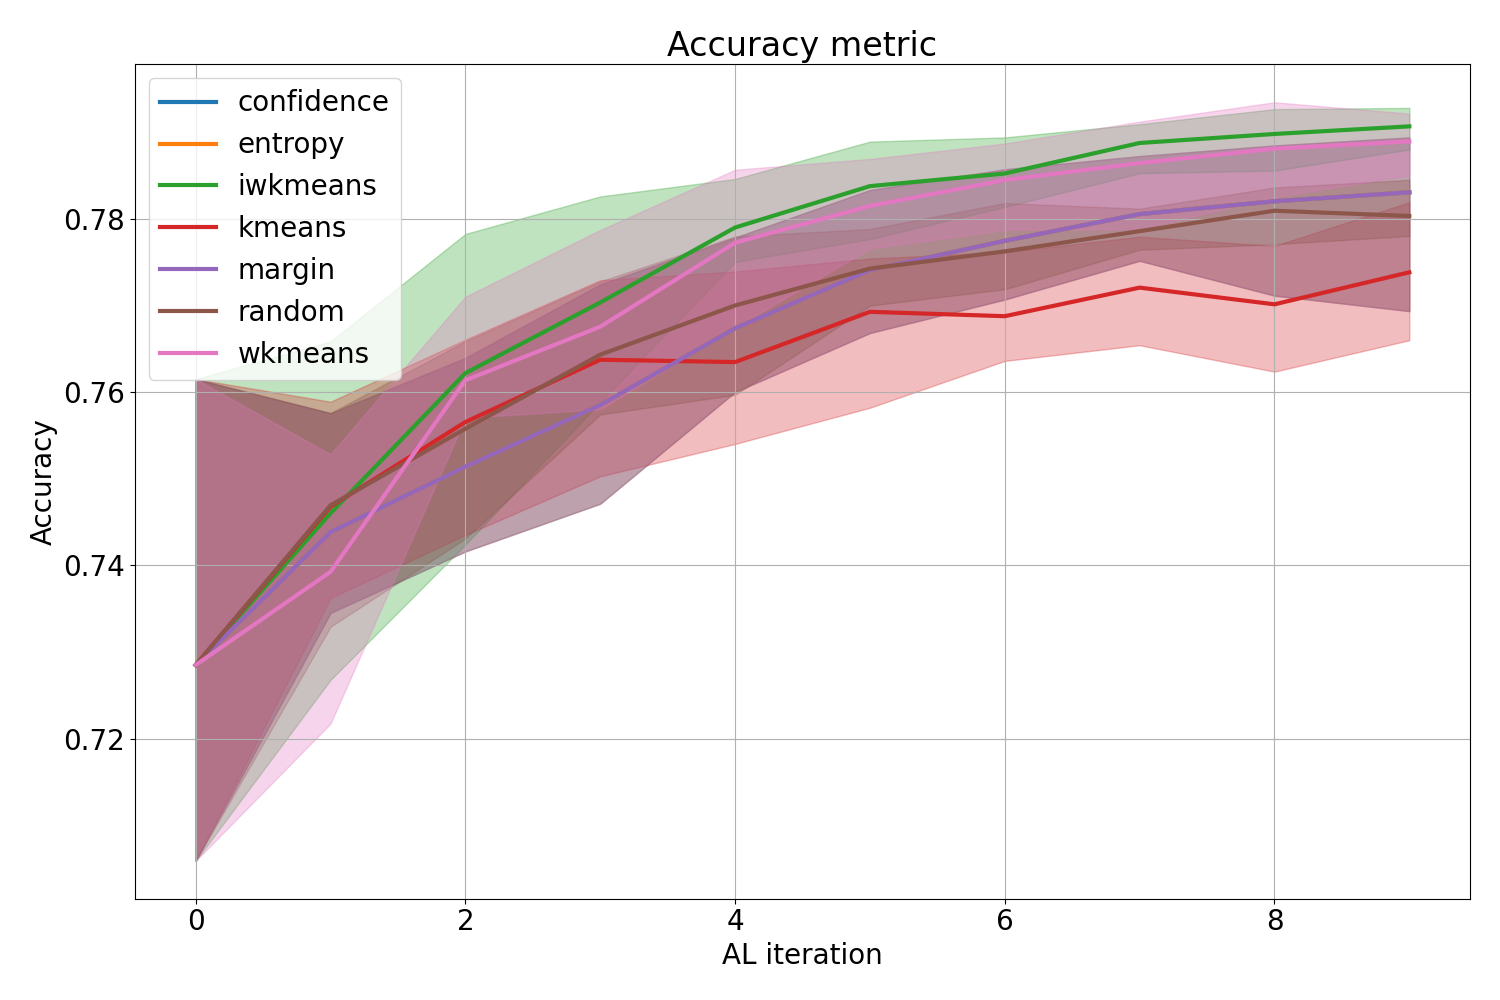 Accuracy metric
confidence
entropy
iwkmeans
kmeans
margin
random
wkmeans
0.78
0.76
0.74
0.72
Accuracy
0 2 4 6 8
AL iteration